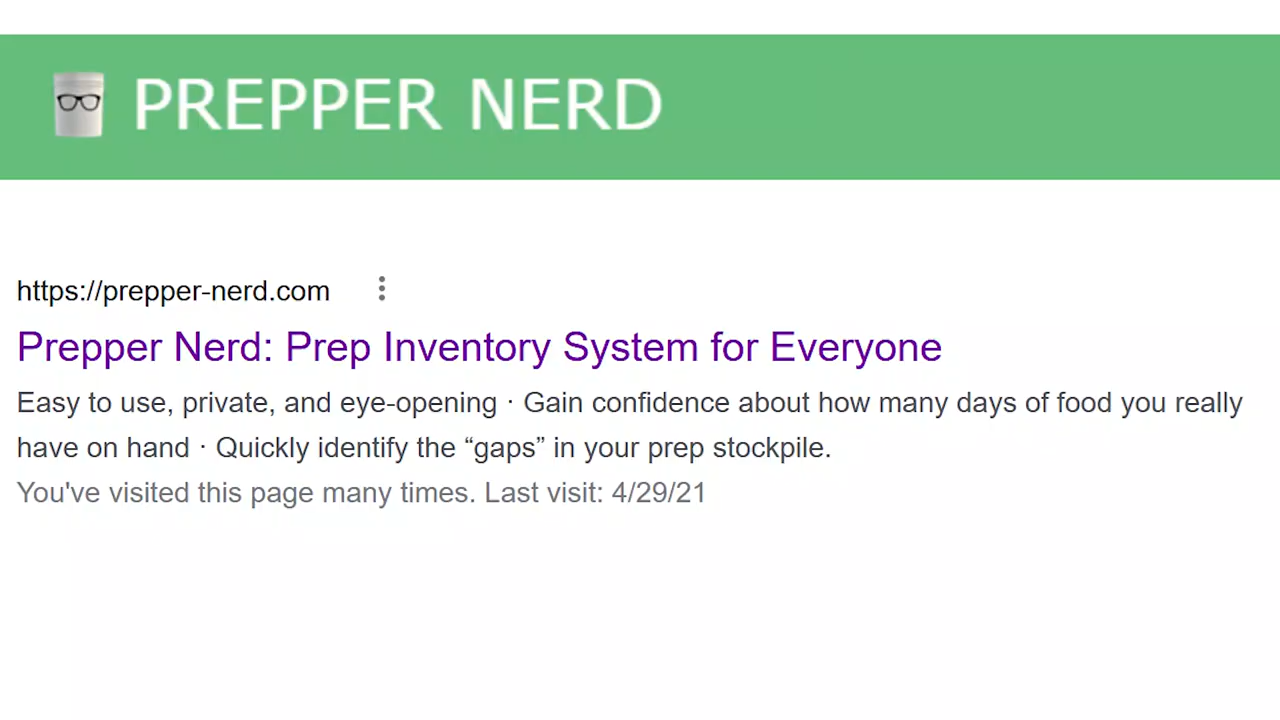 PREPPER NERD
https://prepper-nerd.com
Prepper Nerd: Prep Inventory System for Everyone
Easy to use, private, and eye-opening · Gain confidence about how many days of food you really
have on hand · Quickly identify the “gaps” in your prep stockpile.
You've visited this page many times. Last visit: 4/29/21